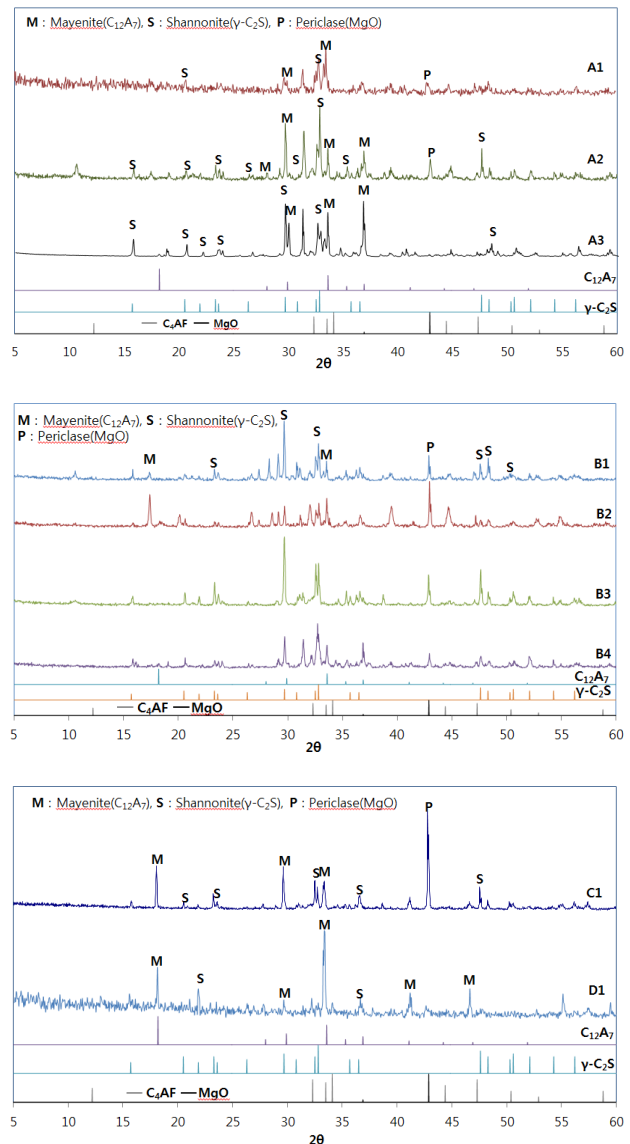 M : Mayenite(C₁₂A₇), S : Shannonite(γ-C₂S), P : Periclase(MgO)
M
S
S
M
P
A1
S
M
M
M
S
P
S
S
S
S
S
S
M
S
A2
S
M
M
S
M
S
S
S
S
S
A3
C₁₂A₇
γ-C₂S
C₄AF MgO
5 10 15 20 25 30 35 40 45 50 55 60
2θ
M : Mayenite(C₁₂A₇), S : Shannonite(γ-C₂S),
P : Periclase(MgO)
S
S
P
M
S
M
S
S
S
B1
B2
B3
B4
C₁₂A₇
γ-C₂S
C₄AF MgO
5 10 15 20 25 30 35 40 45 50 55 60
2θ
M : Mayenite(C₁₂A₇), S : Shannonite(γ-C₂S), P : Periclase(MgO)
P
M
M
M
S
S
S
S
S
C1
M
M
S
M
S
M
M
D1
C₁₂A₇
γ-C₂S
C₄AF MgO
5 10 15 20 25 30 35 40 45 50 55 60
2θ